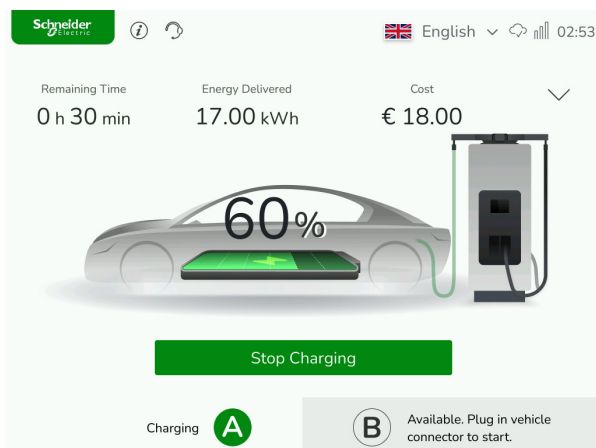 Schneider
Electric
i
English
02:53
Remaining Time
Energy Delivered
Cost
0 h 30 min
17.00 kWh
€ 18.00
60%
Stop Charging
Charging
A
B
Available. Plug in vehicle
connector to start.